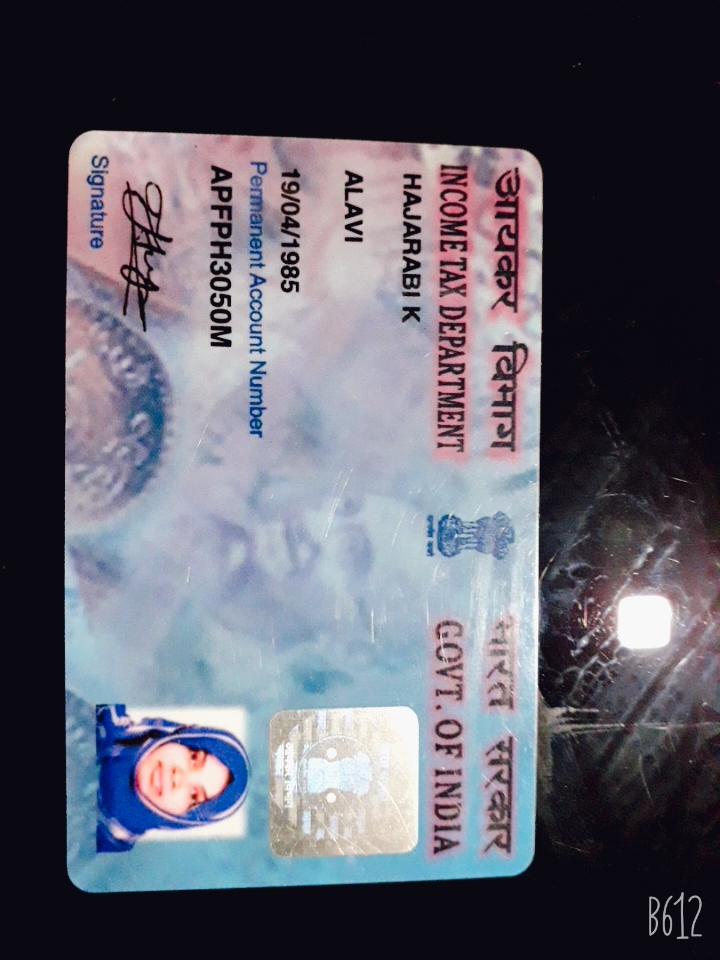 आयकर विभाग
INCOME TAX DEPARTMENT
भारत सरकार
GOVT. OF INDIA
HAJARABI K
ALAVI
19/04/1985
Permanent Account Number
APFPH3050M
Signature
B612